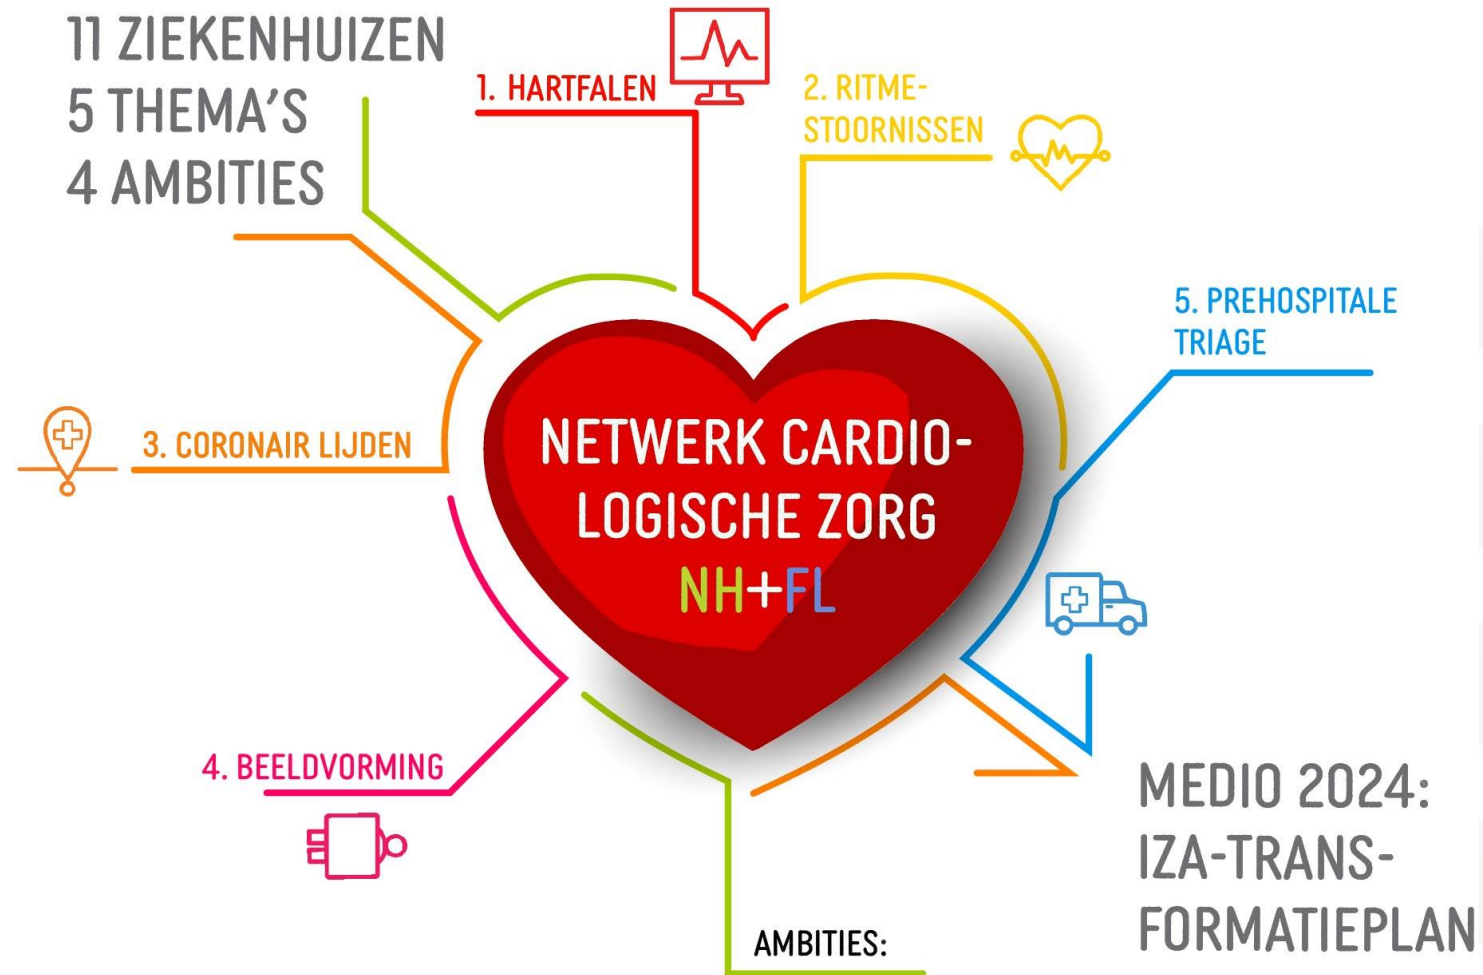 11 ZIEKENHUIZEN
5 THEMA'S
4 AMBITIES
1. HARTFALEN
2. RITME-
STOORNISSEN
5. PREHOSPITALE
TRIAGE
3. CORONAIR LIJDEN
NETWERK CARDIO-
LOGISCHE ZORG
NH+FL
4. BEELDVORMING
MEDIO 2024:
IZA-TRANS-
FORMATIEPLAN
AMBITIES: